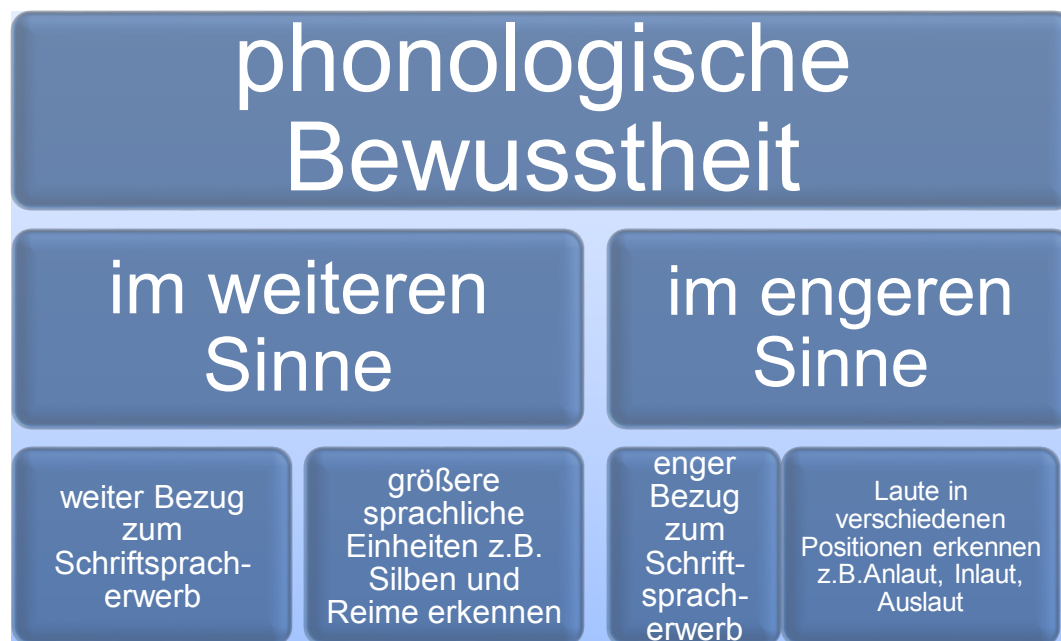 phonologische
Bewusstheit
im weiteren
Sinne
im engeren
Sinne
weiter Bezug
zum
Schriftsprach-
erwerb
größere
sprachliche
Einheiten z.B.
Silben und
Reime erkennen
enger
Bezug
zum
Schrift-
sprach-
erwerb
Laute in
verschiedenen
Positionen erkennen
z.B.Anlaut, Inlaut,
Auslaut